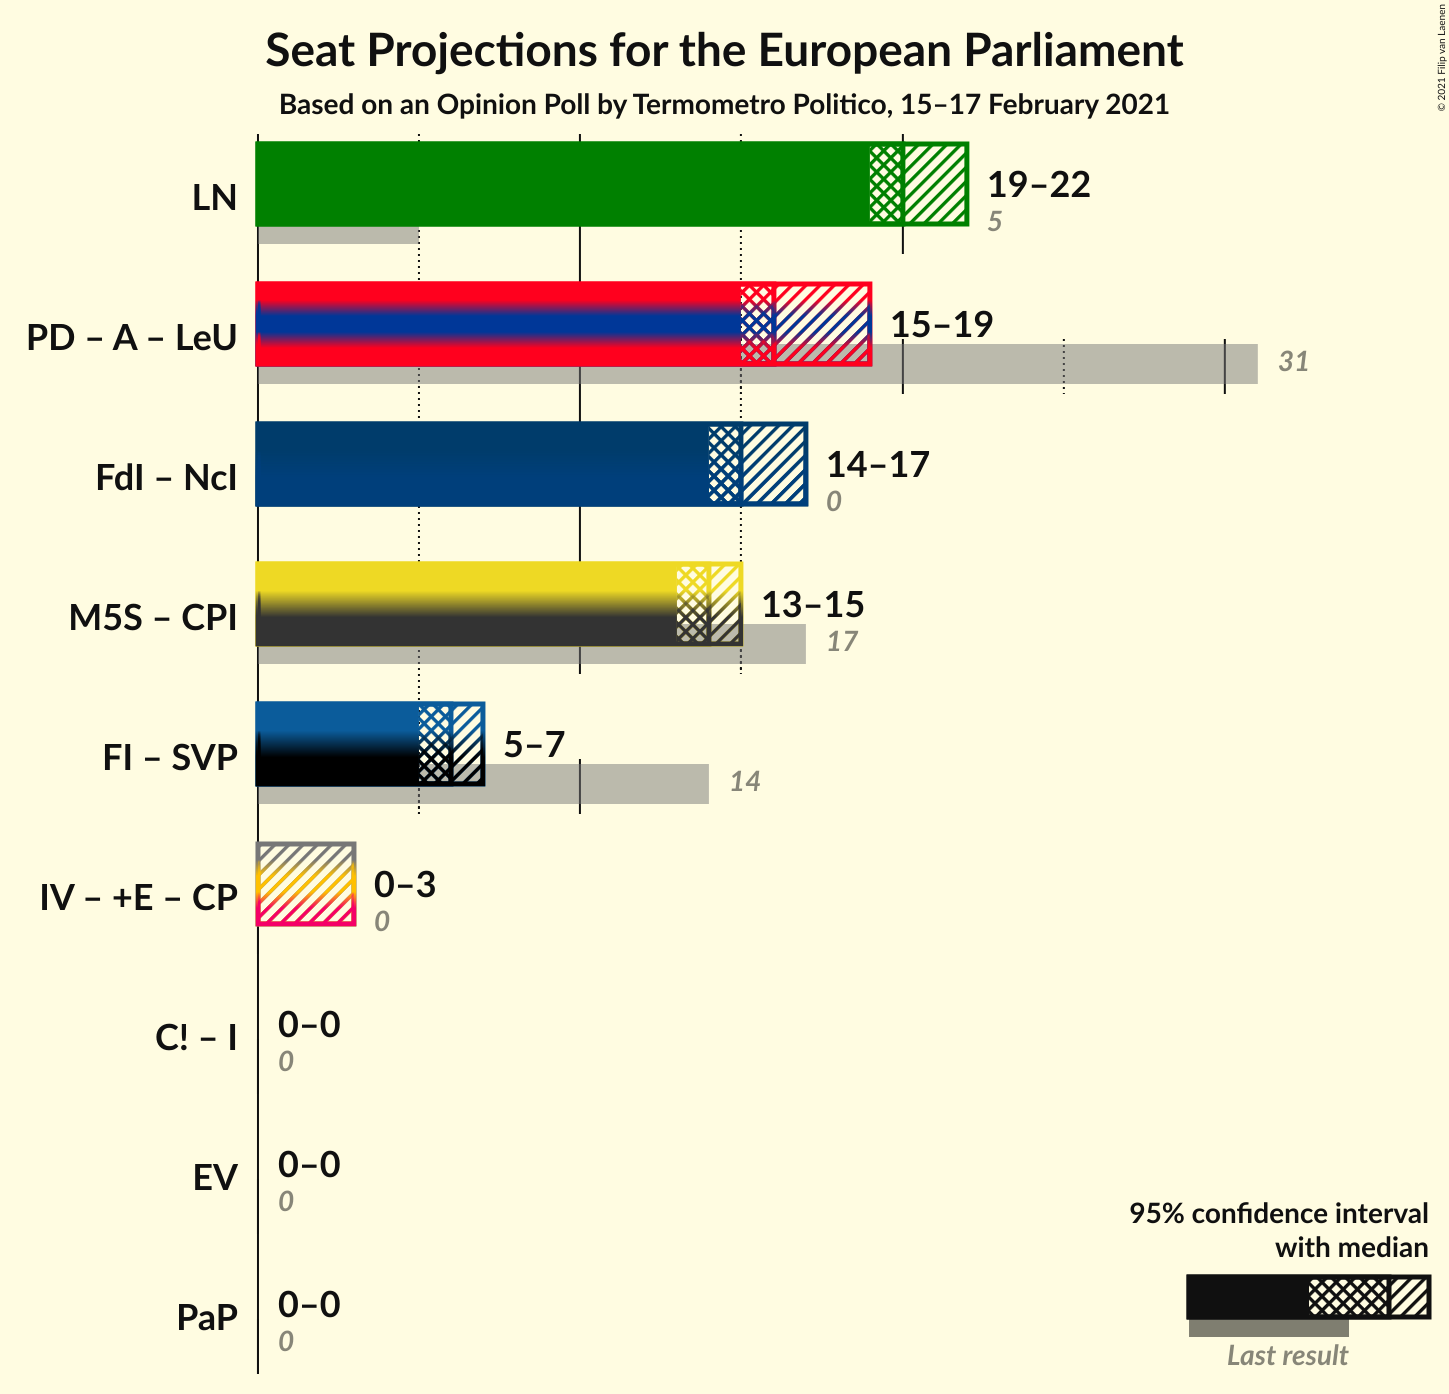 Seat Projections for the European Parliament
Based on an Opinion Poll by Termometro Politico, 15–17 February 2021
© 2021 Filip van Laenen
LN
19–22
5
PD – A – LeU
15–19
31
FdI – NcI
14–17
0
M5S – CPI
13–15
17
FI – SVP
5–7
14
IV – +E – CP
0–3
0
C! – I
0–0
0
EV
0–0
0
PaP
0–0
0
95% confidence interval
with median
Last result